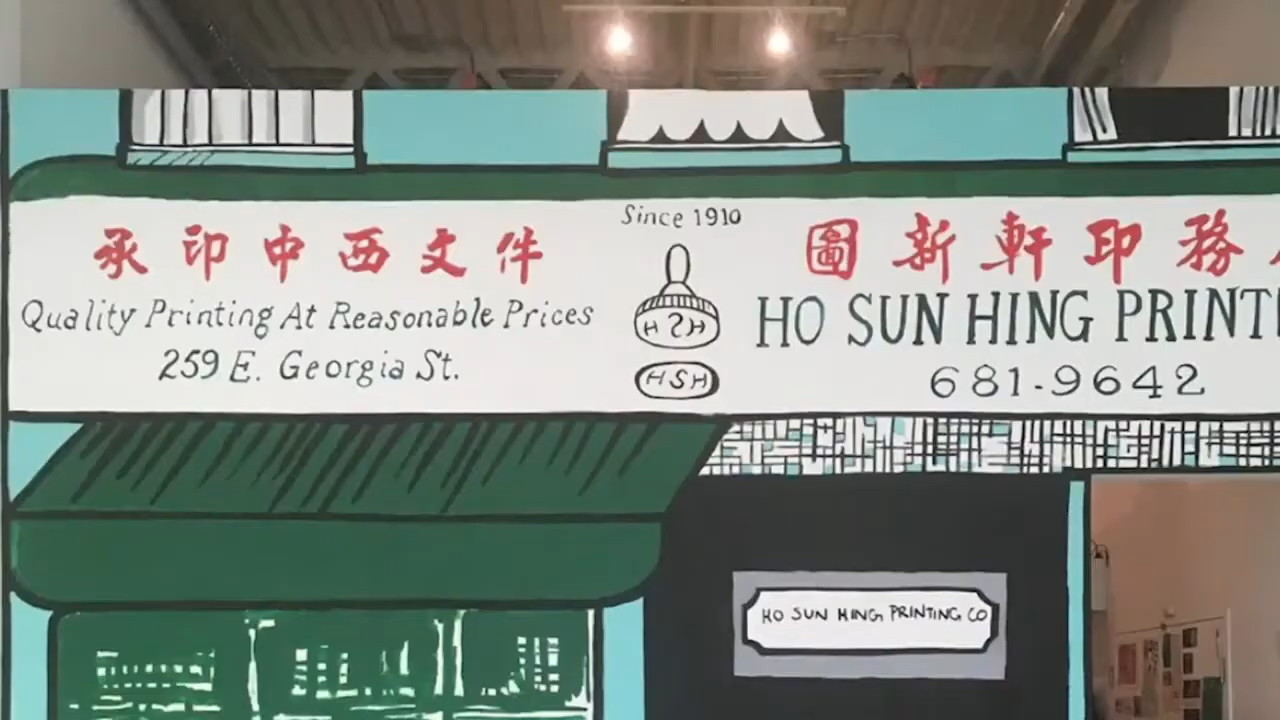 承印中西文件
Quality Printing At Reasonable Prices
259 E. Georgia St.
Since 1910
HSH
HSH
圖新軒印務
HO SUN HING PRINT
681-9642
HO SUN HING PRINTING CO